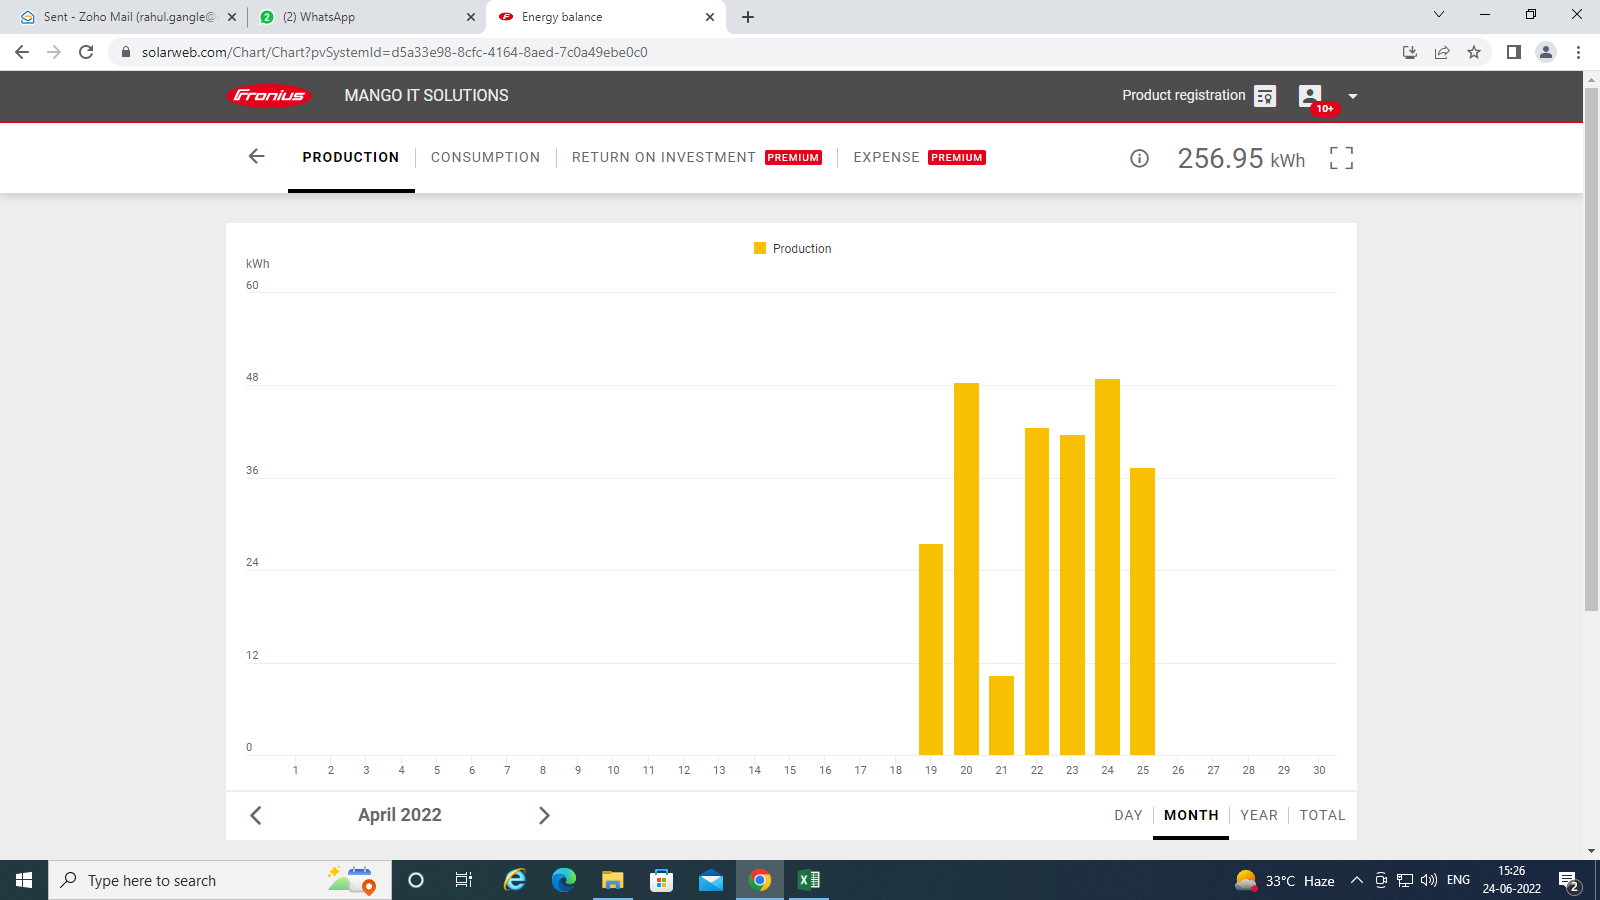 Sent - Zoho Mail (rahul.gangle@
(2) WhatsApp
Energy balance
solarweb.com/Chart/Chart?pvSystemId=d5a33e98-8cfc-4164-8aed-7c0a49ebe0c0
Fronius
MANGO IT SOLUTIONS
Product registration
10+
PRODUCTION
CONSUMPTION
RETURN ON INVESTMENT PREMIUM
EXPENSE PREMIUM
256.95 kWh
Production
kWh
60
48
36
24
12
0
1 2 3 4 5 6 7 8 9 10 11 12 13 14 15 16 17 18 19 20 21 22 23 24 25 26 27 28 29 30
April 2022
DAY MONTH YEAR TOTAL
Type here to search
33°C Haze
ENG
15:26
24-06-2022
2